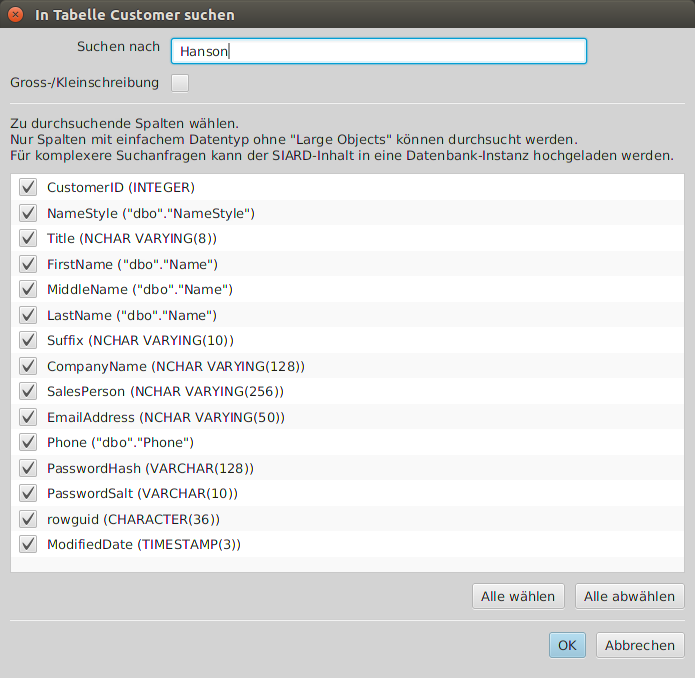 In Tabelle Customer suchen
Suchen nach Hanson
Gross-/Kleinschreibung
Zu durchsuchende Spalten wählen.
Nur Spalten mit einfachem Datentyp ohne "Large Objects" können durchsucht werden.
Für komplexere Suchanfragen kann der SIARD-Inhalt in eine Datenbank-Instanz hochgeladen werden.
CustomerID (INTEGER)
NameStyle ("dbo"."NameStyle")
Title (NCHAR VARYING(8))
FirstName ("dbo"."Name")
MiddleName ("dbo"."Name")
LastName ("dbo"."Name")
Suffix (NCHAR VARYING(10))
CompanyName (NCHAR VARYING(128))
SalesPerson (NCHAR VARYING(256))
EmailAddress (NCHAR VARYING(50))
Phone ("dbo"."Phone")
PasswordHash (VARCHAR(128))
PasswordSalt (VARCHAR(10))
rowguid (CHARACTER(36))
ModifiedDate (TIMESTAMP(3))
Alle wählen Alle abwählen
OK Abbrechen